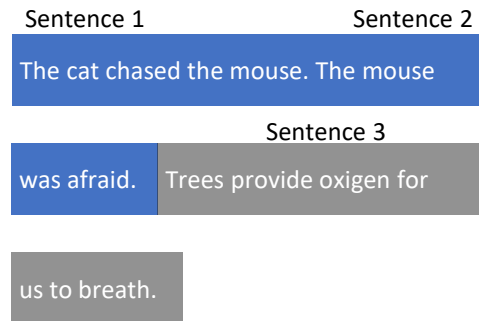 Sentence 1 Sentence 2
The cat chased the mouse. The mouse
Sentence 3
was afraid. Trees provide oxigen for
us to breath.